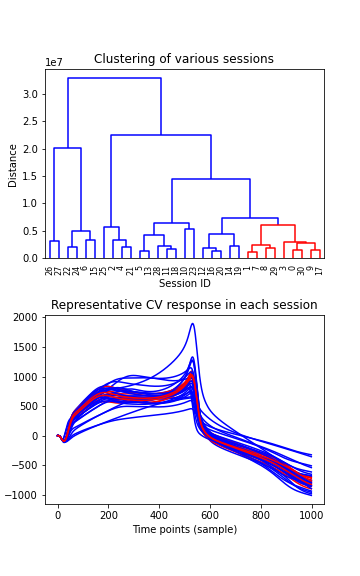 Clustering of various sessions
1e7
3.0
2.5
2.0
1.5
1.0
0.5
0.0
Distance
26 27 22 24 6 15 25 2 4 21 5 13 28 11 18 10 23 12 16 20 14 19 1 7 8 29 3 0 30 9 17
Session ID
Representative CV response in each session
2000
1500
1000
500
0
−500
−1000
0 200 400 600 800 1000
Time points (sample)